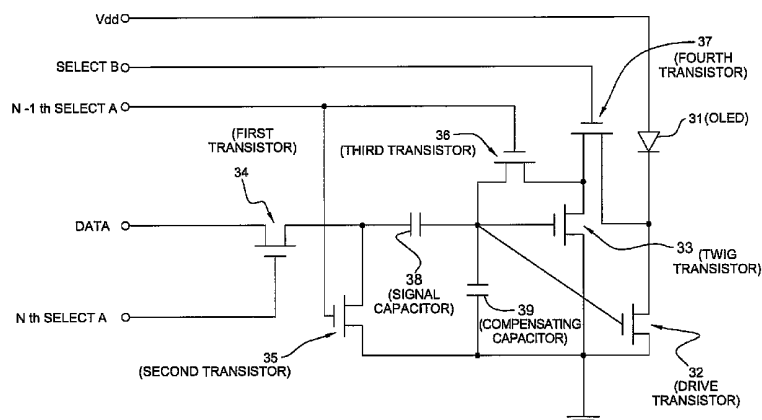 Vdd
SELECT B
N -1 th SELECT A
37
(FOURTH
TRANSISTOR)
31(OLED)
(FIRST
TRANSISTOR)
34
36
(THIRD TRANSISTOR)
DATA
38
(SIGNAL
CAPACITOR)
33
(TWIG
TRANSISTOR)
N th SELECT A
39
(COMPENSATING
CAPACITOR)
35
(SECOND TRANSISTOR)
32
(DRIVE
TRANSISTOR)